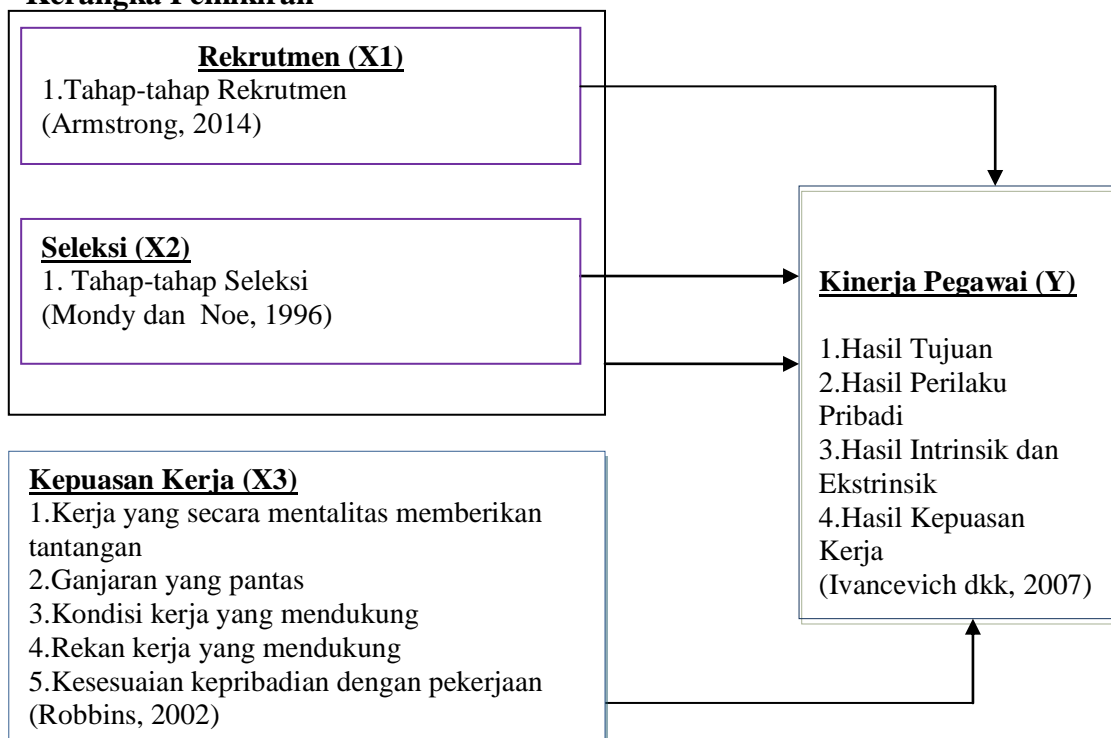 Kerangka Pemikiran
Rekrutmen (X1)
1.Tahap-tahap Rekrutmen
(Armstrong, 2014)
Seleksi (X2)
1. Tahap-tahap Seleksi
(Mondy dan Noe, 1996)
Kinerja Pegawai (Y)
1.Hasil Tujuan
2.Hasil Perilaku
Pribadi
3.Hasil Intrinsik dan
Ekstrinsik
4.Hasil Kepuasan
Kerja
(Ivancevich dkk, 2007)
Kepuasan Kerja (X3)
1.Kerja yang secara mentalitas memberikan
tantangan
2.Ganjaran yang pantas
3.Kondisi kerja yang mendukung
4.Rekan kerja yang mendukung
5.Kesesuaian kepribadian dengan pekerjaan
(Robbins, 2002)